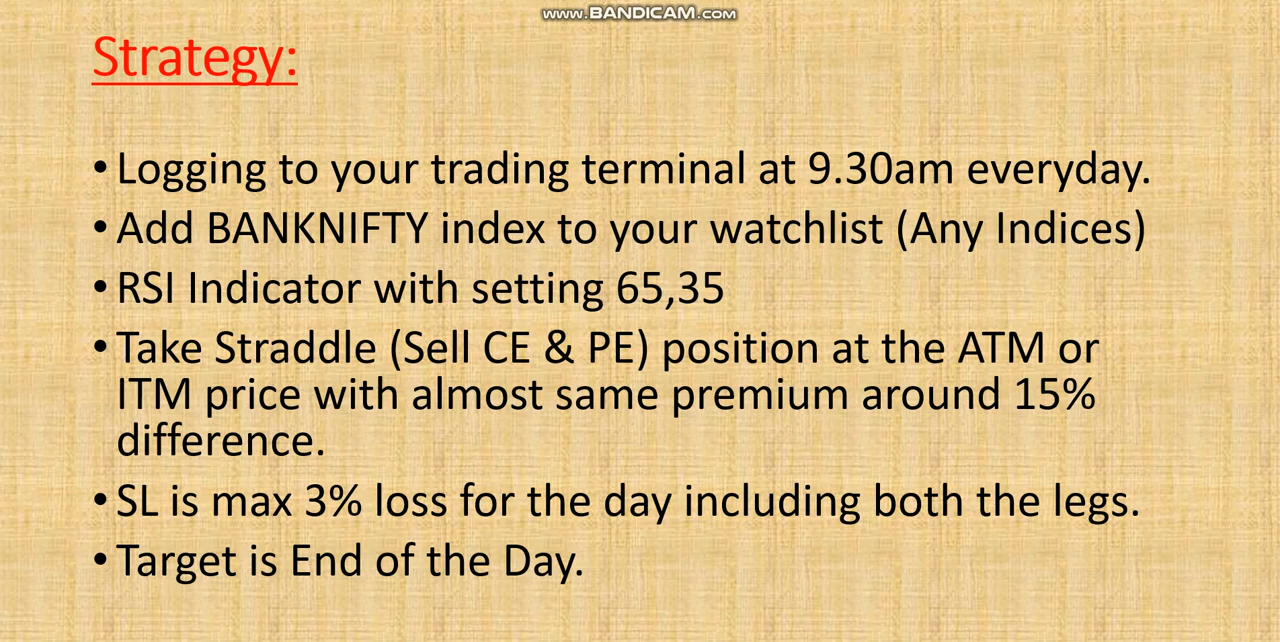 www.BANDICAM.com
Strategy:
• Logging to your trading terminal at 9.30am everyday.
• Add BANKNIFTY index to your watchlist (Any Indices)
• RSI Indicator with setting 65,35
• Take Straddle (Sell CE & PE) position at the ATM or
ITM price with almost same premium around 15%
difference.
• SL is max 3% loss for the day including both the legs.
• Target is End of the Day.